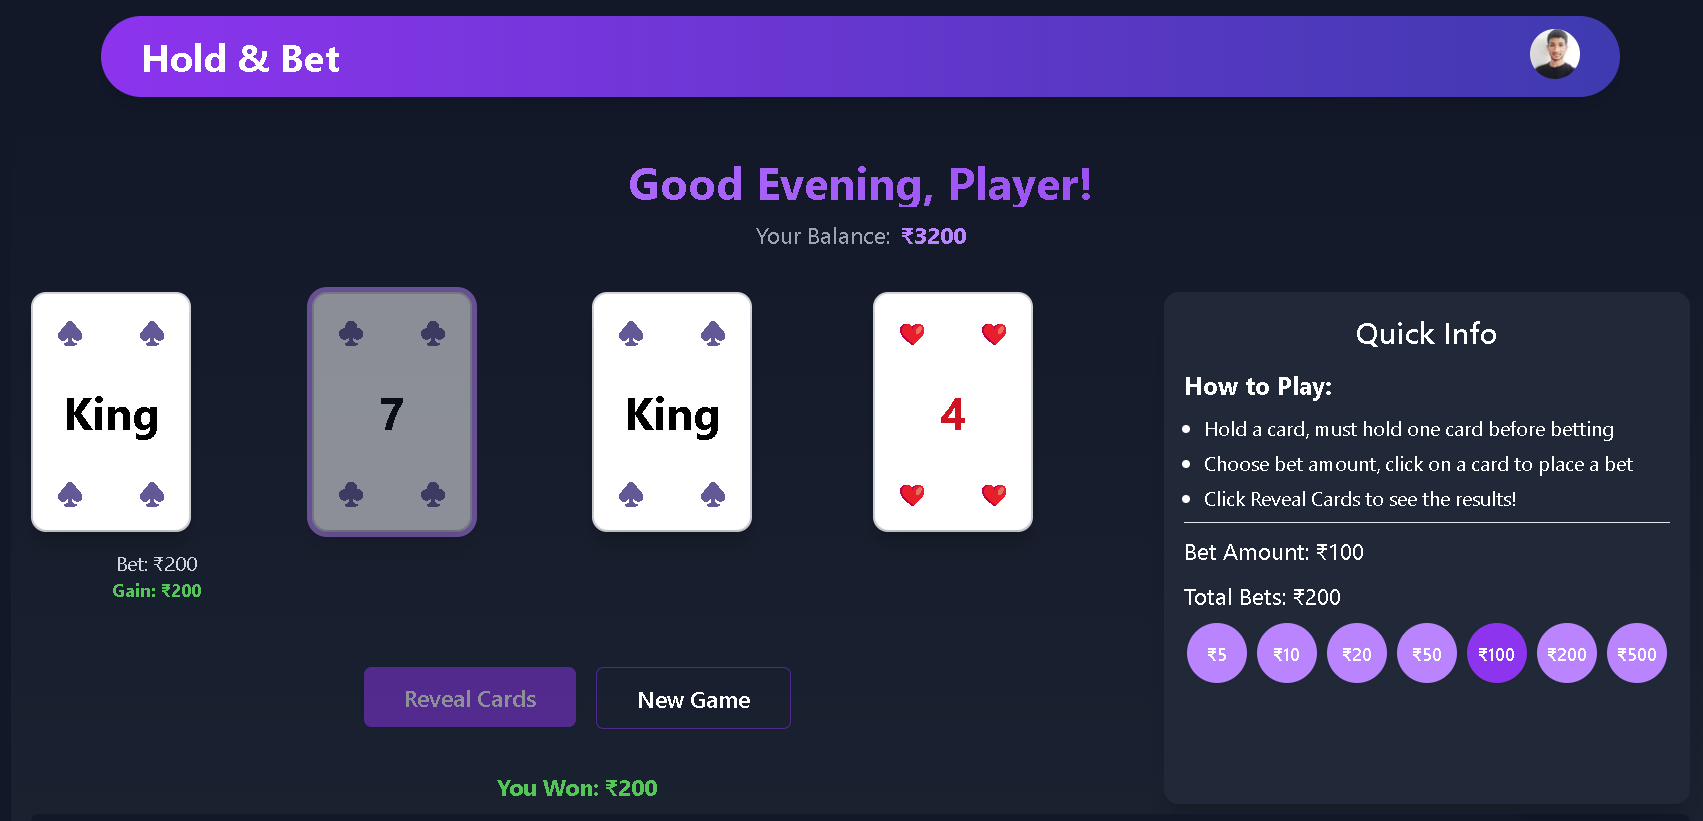 Hold & Bet
Good Evening, Player!
Your Balance: ₹3200
King
7
King
4
Bet: ₹200
Gain: ₹200
Reveal Cards
New Game
You Won: ₹200
Quick Info
How to Play:
Hold a card, must hold one card before betting
Choose bet amount, click on a card to place a bet
Click Reveal Cards to see the results!
Bet Amount: ₹100
Total Bets: ₹200
₹5 ₹10 ₹20 ₹50 ₹100 ₹200 ₹500